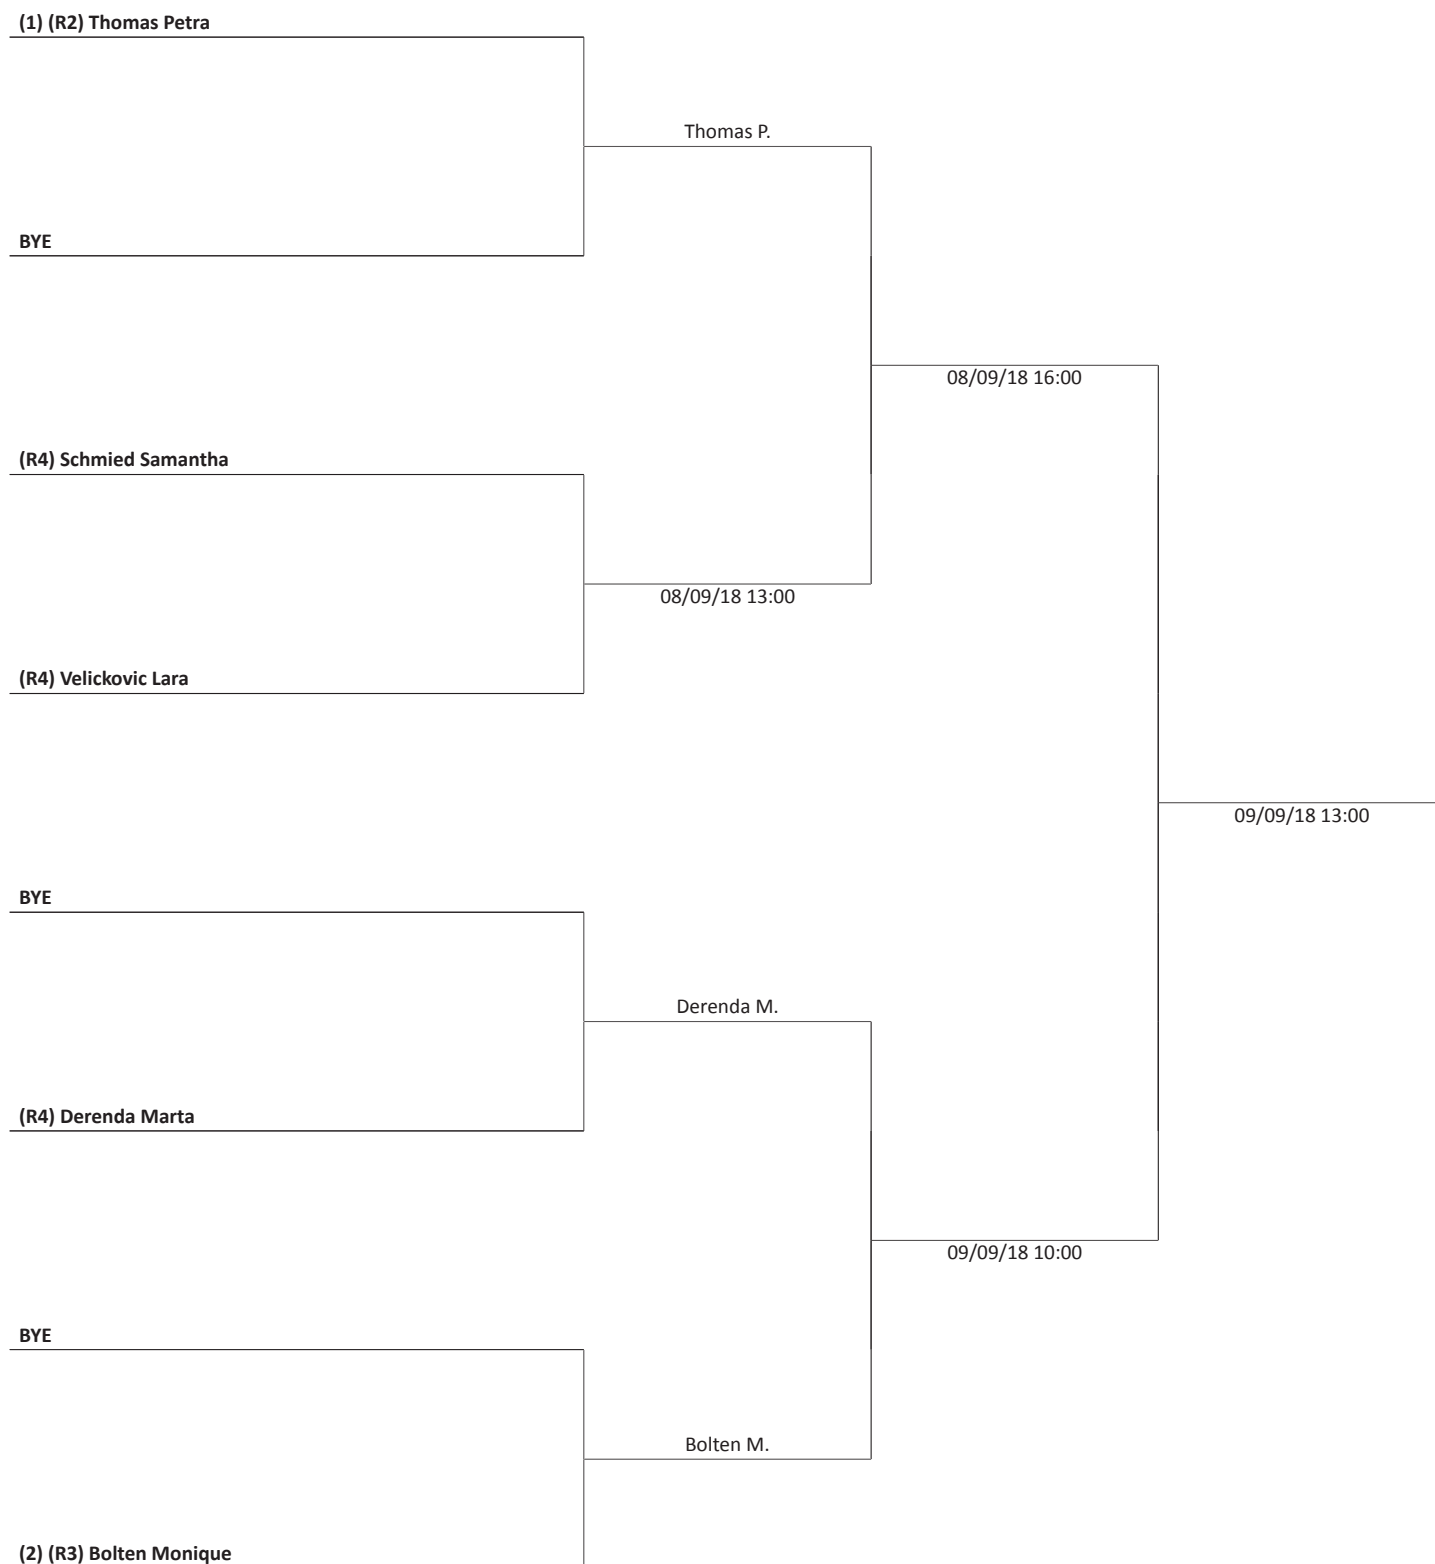 (1) (R2) Thomas Petra
Thomas P.
BYE
08/09/18 16:00
(R4) Schmied Samantha
08/09/18 13:00
(R4) Velickovic Lara
09/09/18 13:00
BYE
Derenda M.
(R4) Derenda Marta
09/09/18 10:00
BYE
Bolten M.
(2) (R3) Bolten Monique